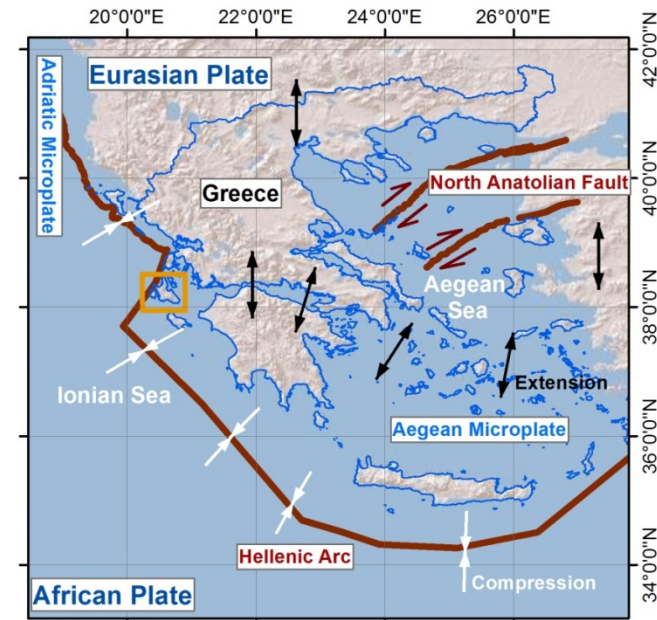 20°0'0"E
22°0'0"E
24°0'0"E
26°0'0"E
42°0'0"N
40°0'0"N
38°0'0"N
36°0'0"N
34°0'0"N
Adriatic Microplate
Eurasian Plate
Greece
North Anatolian Fault
Aegean
Sea
Ionian Sea
Extension
Aegean Microplate
Hellenic Arc
Compression
African Plate